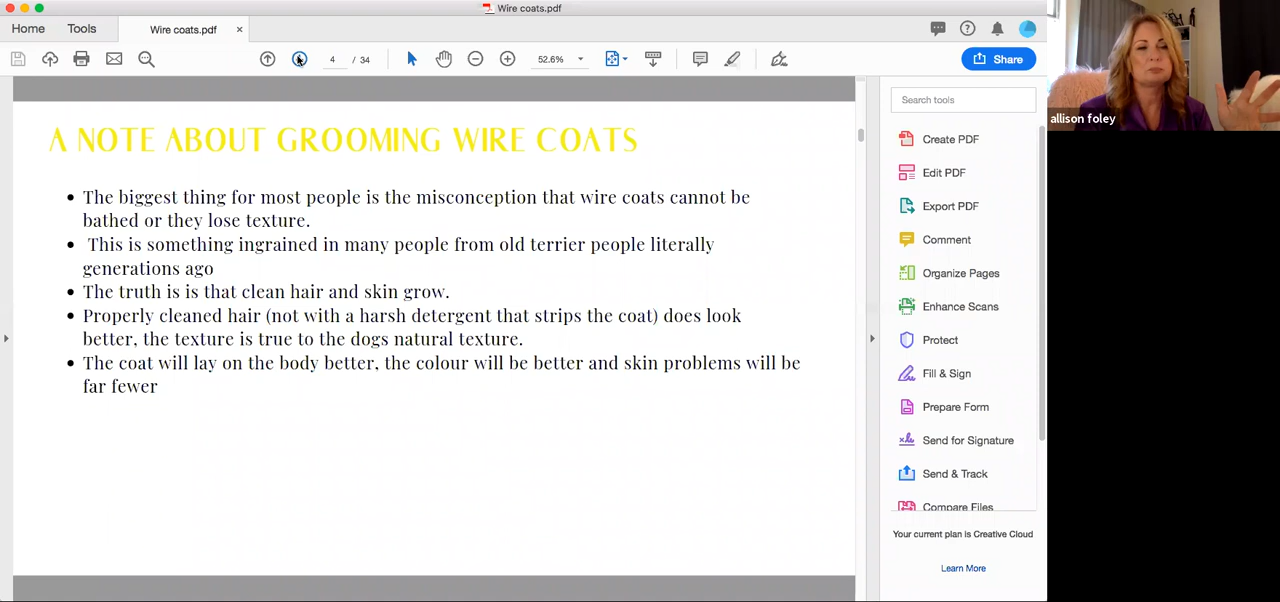 Wire coats.pdf
Home
Tools
Wire coats.pdf
4 / 34
52.6%
Share
allison foley
A NOTE ABOUT GROOMING WIRE COATS
• The biggest thing for most people is the misconception that wire coats cannot be
bathed or they lose texture.
• This is something ingrained in many people from old terrier people literally
generations ago
• The truth is is that clean hair and skin grow.
• Properly cleaned hair (not with a harsh detergent that strips the coat) does look
better, the texture is true to the dogs natural texture.
• The coat will lay on the body better, the colour will be better and skin problems will be
far fewer
Search tools
Create PDF
Edit PDF
Export PDF
Comment
Organize Pages
Enhance Scans
Protect
Fill & Sign
Prepare Form
Send for Signature
Send & Track
Compare Files
Your current plan is Creative Cloud
Learn More